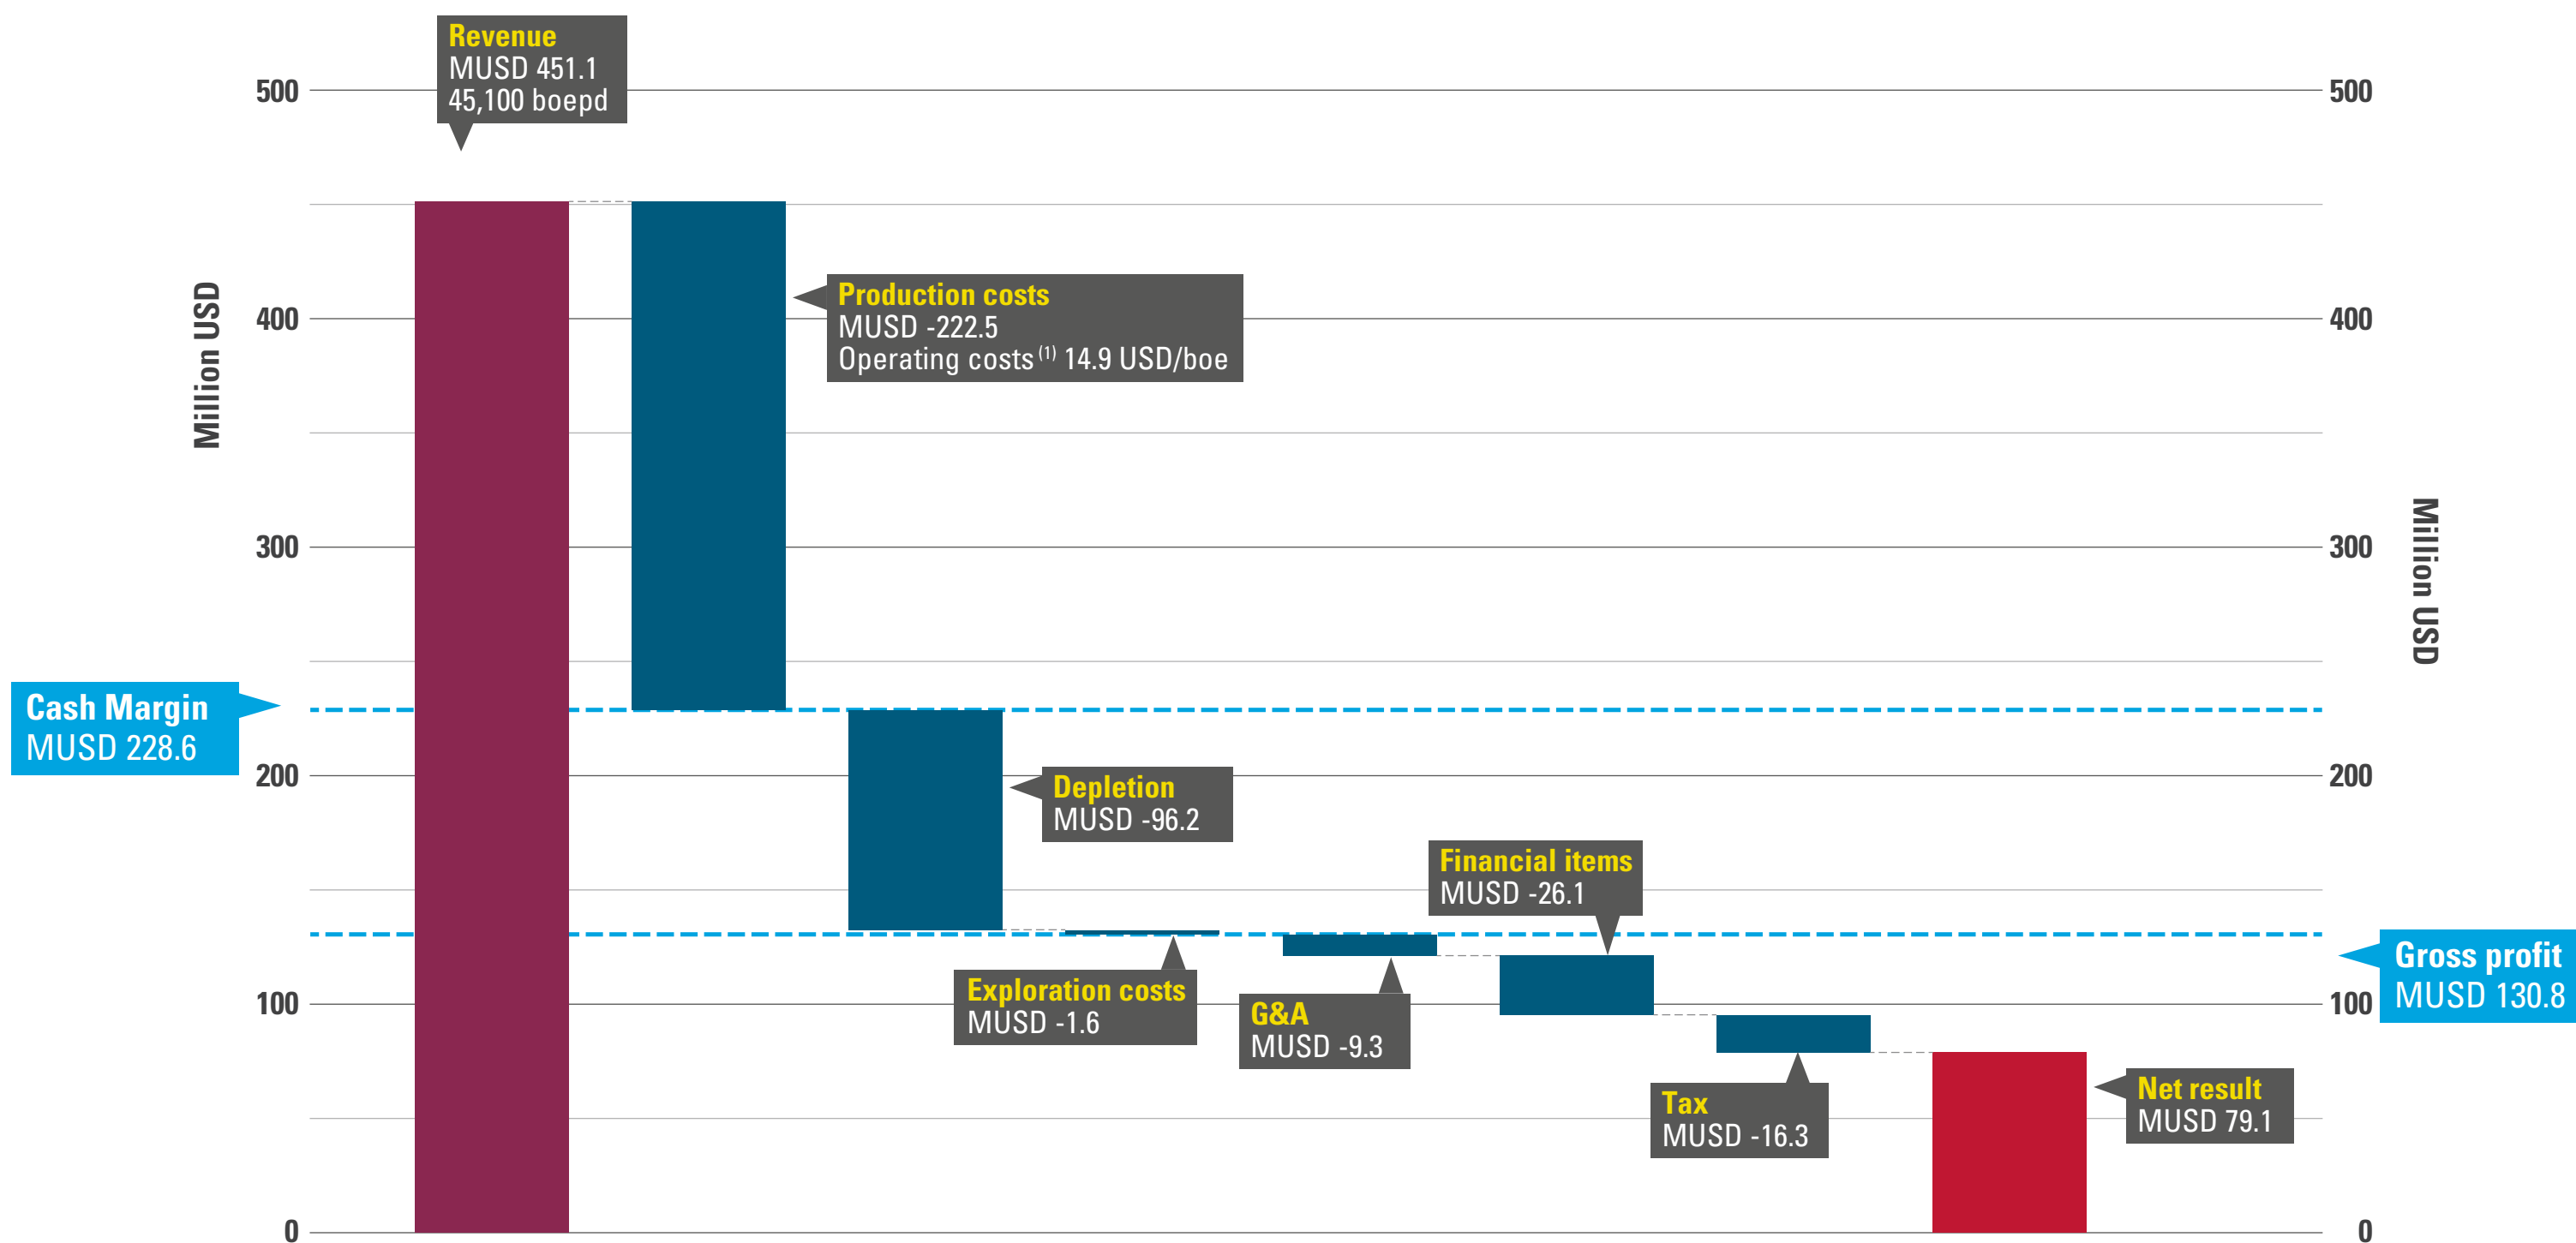 Revenue
MUSD 451.1
45,100 boepd
500
500
Production costs
MUSD -222.5
Operating costs (1) 14.9 USD/boe
400
400
Million USD
300
300
Million USD
Cash Margin
MUSD 228.6
200
200
Depletion
MUSD -96.2
Financial items
MUSD -26.1
Gross profit
MUSD 130.8
Exploration costs
MUSD -1.6
G&A
MUSD -9.3
100
100
Tax
MUSD -16.3
Net result
MUSD 79.1
0
0